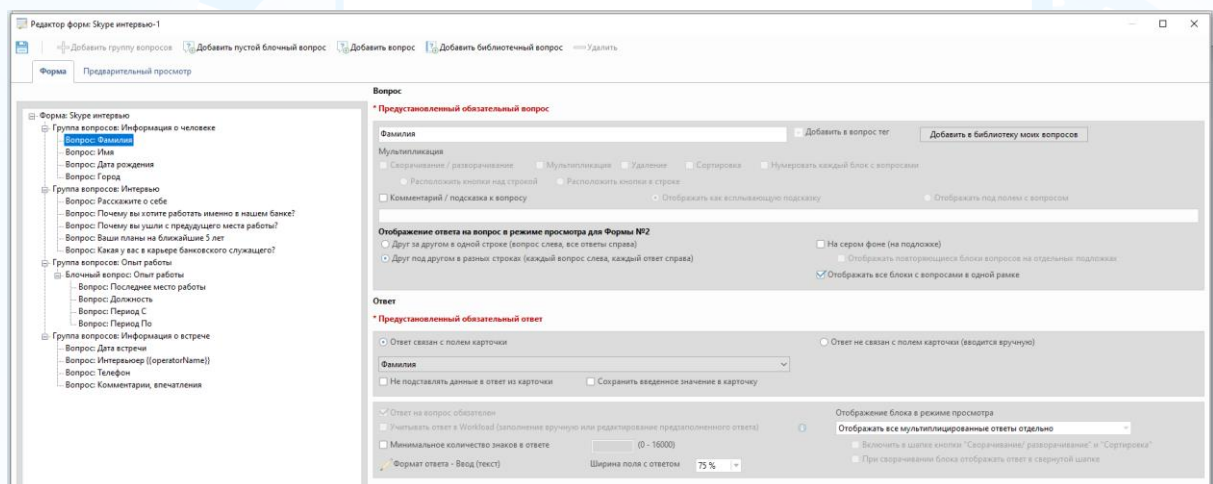 Редактор форм: Skype интервью-1
Добавить группу вопросов Добавить пустой блочный вопрос Добавить вопрос Добавить библиотечный вопрос Удалить
Форма Предварительный просмотр
Форма: Skype интервью
Группа вопросов: Информация о человеке
Вопрос: Фамилия
Вопрос: Имя
Вопрос: Дата рождения
Вопрос: Город
Группа вопросов: Интервью
Вопрос: Расскажите о себе
Вопрос: Почему вы хотите работать именно в нашем банке?
Вопрос: Почему вы ушли с предудущего места работы?
Вопрос: Ваши планы на ближайшие 5 лет
Вопрос: Какая у вас в карьере банковского служащего?
Группа вопросов: Опыт работы
Блочный вопрос: Опыт работы
Вопрос: Последнее место работы
Вопрос: Должность
Вопрос: Период С
Вопрос: Период По
Группа вопросов: Информация о встрече
Вопрос: Дата встречи
Вопрос: Интервьюер {{operatorName}}
Вопрос: Телефон
Вопрос: Комментарии, впечатления
Вопрос
* Предустановленный обязательный вопрос
Фамилия Добавить в вопрос тег Добавить в библиотеку моих вопросов
Мультипликация
Сворачивание / разворачивание Мультипликация Удаление Сортировка Нумеровать каждый блок с вопросами
Расположить кнопки над строкой Расположить кнопки в строке
Комментарий / подсказка к вопросу Отображать как всплывающую подсказку Отображать под полем с вопросом
Отображение ответа на вопрос в режиме просмотра для Формы №2
Друг за другом в одной строке (вопрос слева, все ответы справа) На сером фоне (на подложке)
Отображать повторяющиеся блоки вопросов на отдельных подложках
Друг под другом в разных строках (каждый вопрос слева, каждый ответ справа)
Отображать все блоки с вопросами в одной рамке
Ответ
* Предустановленный обязательный ответ
Ответ связан с полем карточки Ответ не связан с полем карточки (вводится вручную)
Фамилия
Не подставлять данные в ответ из карточки Сохранить введенное значение в карточку
Ответ на вопрос обязателен Отображение блока в режиме просмотра
Учитывать ответ в Workload (заполнение вручную или редактирование предзаполненного ответа) Отображать все мультиплицированные ответы отдельно
Минимальное количество знаков в ответе (0 - 16000) Включить в шапке кнопки "Сворачивание/ разворачивание" и "Сортировка"
При сворачивании блока отображать ответ в свернутой шапке
Формат ответа - Ввод (текст) Ширина поля с ответом 75 %